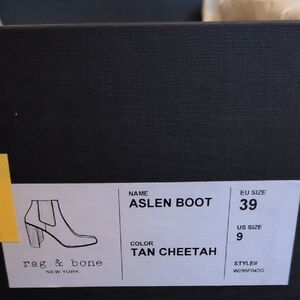 NAME
ASLEN BOOT
COLOR
TAN CHEETAH
EU SIZE
39
US SIZE
9
STYLE#
rag & bone
NEW YORK